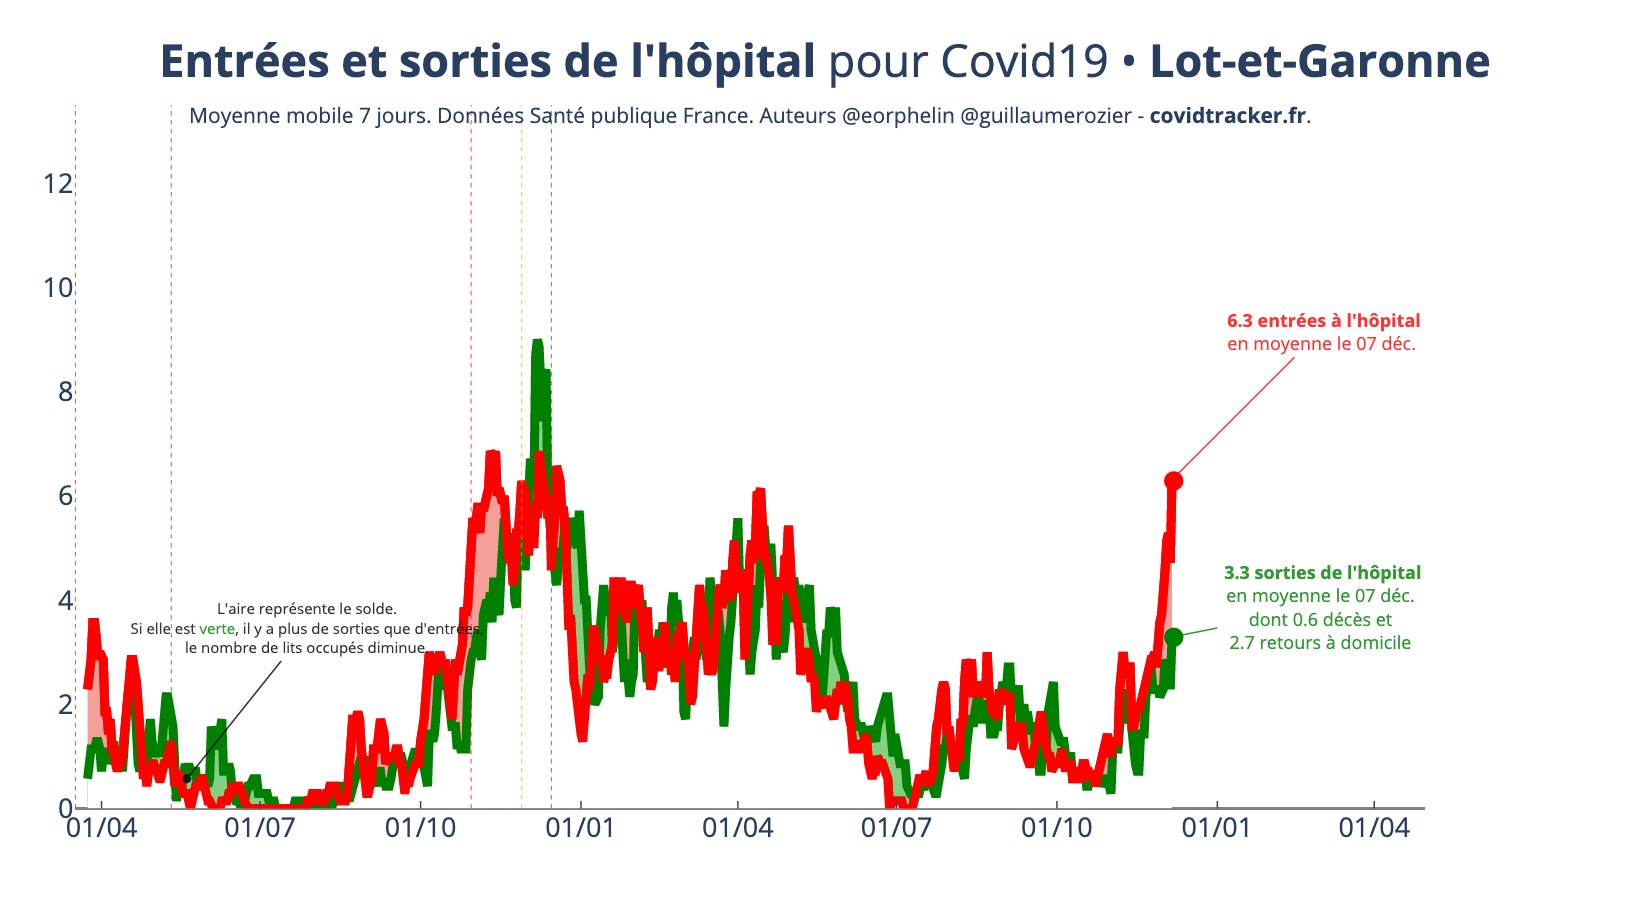 Entrées et sorties de l'hôpital pour Covid19 • Lot-et-Garonne
Moyenne mobile 7 jours. Données Santé publique France. Auteurs @eorphelin @guillaumerozier - covidtracker.fr.
12
10
8
6
4
2
0
6.3 entrées à l'hôpital
en moyenne le 07 déc.
3.3 sorties de l'hôpital
en moyenne le 07 déc.
dont 0.6 décès et
2.7 retours à domicile
L'aire représente le solde.
Si elle est verte, il y a plus de sorties que d'entrées,
le nombre de lits occupés diminue.
01/04 01/07 01/10 01/01 01/04 01/07 01/10 01/01 01/04